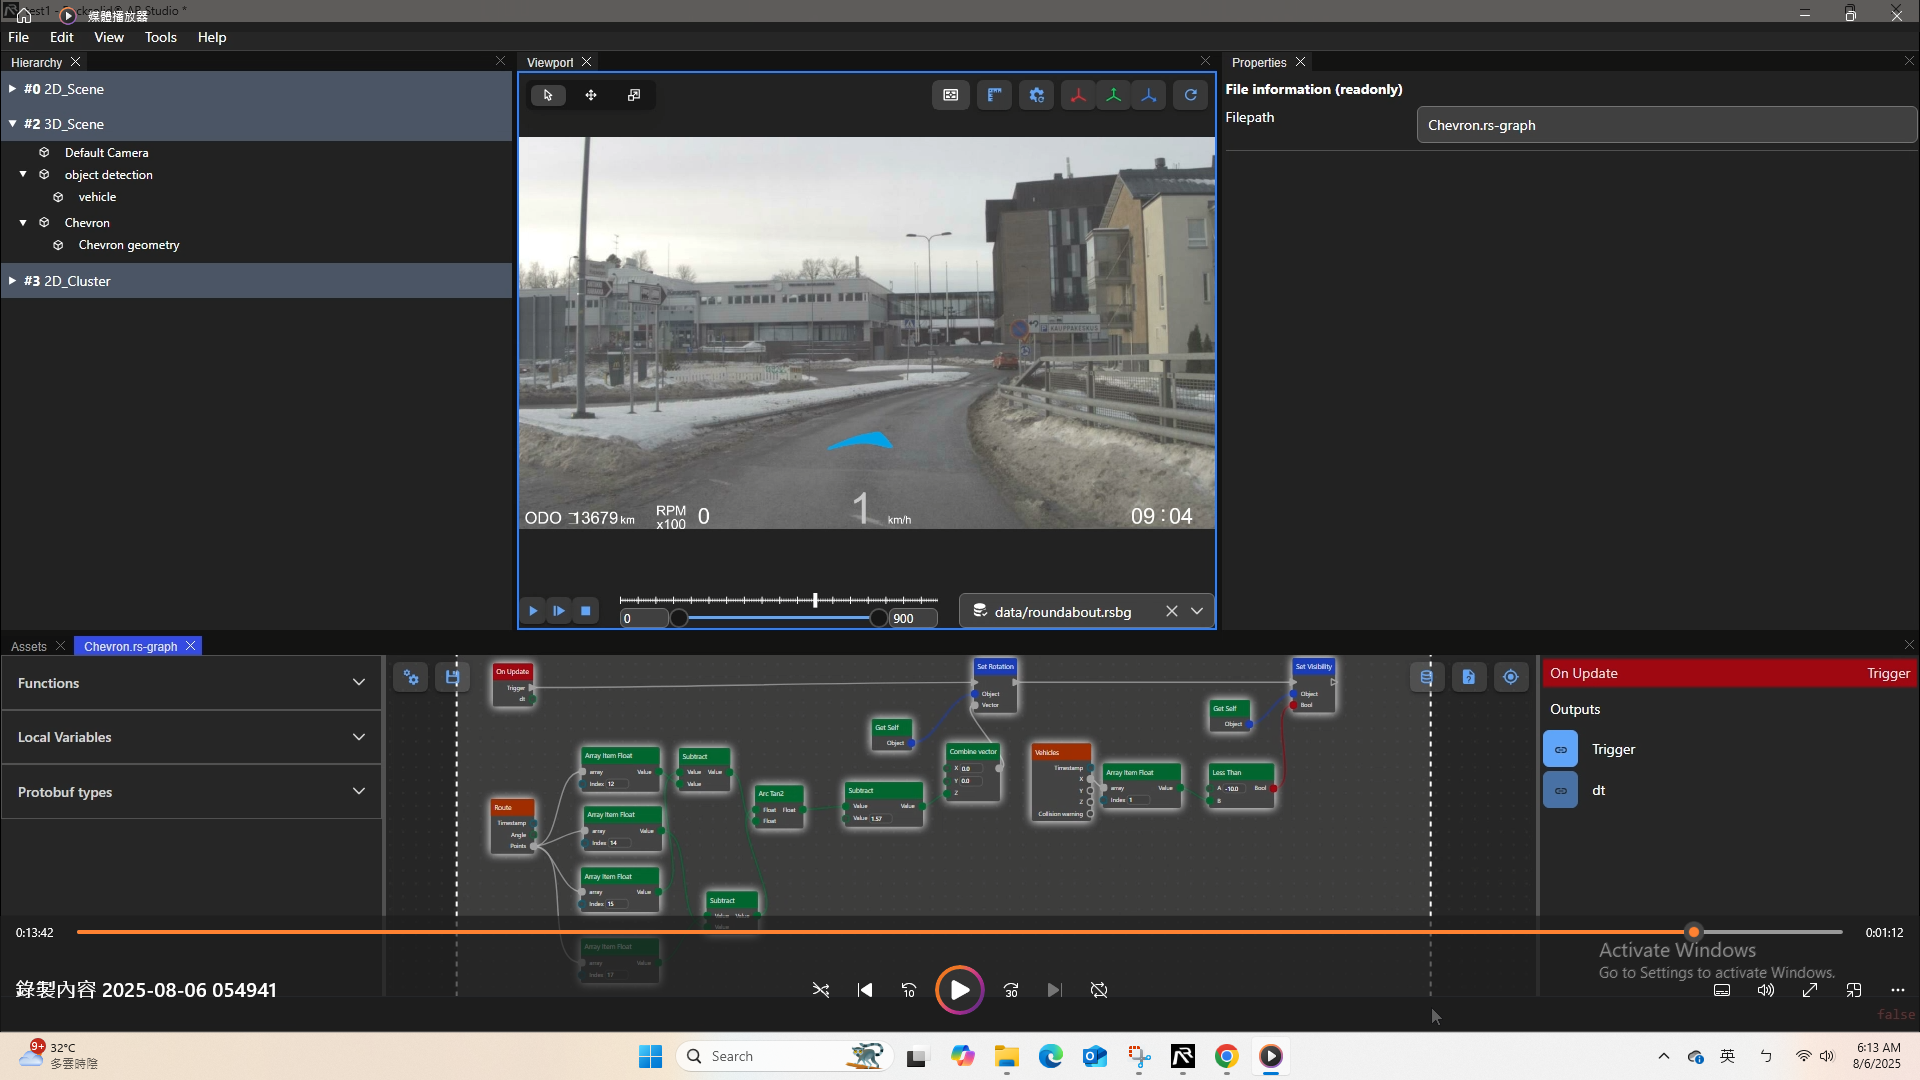 媒體播放器
File Edit View Tools Help
Hierarchy
Viewport
Properties
#0 2D_Scene
#2 3D_Scene
Default Camera
object detection
vehicle
Chevron
Chevron geometry
#3 2D_Cluster
File information (readonly)
Filepath
Chevron.rs-graph
KAUPPAKESKUS
ODO 13679 km
RPM x100 0
1 km/h
09:04
0
900
data/roundabout.rsbg
Assets
Chevron.rs-graph
Functions
Local Variables
Protobuf types
On Update
Trigger
dt
Route
Timestamp
Angle
Points
Array Item Float
array Value
Index 12
Array Item Float
array Value
Index 14
Array Item Float
array Value
Index 15
Array Item Float
array Value
Index 17
Subtract
Value Value
Value
Subtract
Value Value
Value
Arc Tan2
Float Float
Float
Subtract
Value Value
Value 1.57
Get Self
Object
Combine vector
X 0.0
Y 0.0
Z
Set Rotation
Object
Vector
Vehicles
Timestamp
X
Y
Z
Collision warning
Array Item Float
array Value
Index 1
Less Than
A -10.0 Bool
B
Get Self
Object
Set Visibility
Object
Bool
On Update Trigger
Outputs
Trigger
dt
0:13:42
0:01:12
Activate Windows
Go to Settings to activate Windows.
錄製內容 2025-08-06 054941
10
30
false
9+
32°C
多雲時陰
Search
英
ㄅ
6:13 AM
8/6/2025